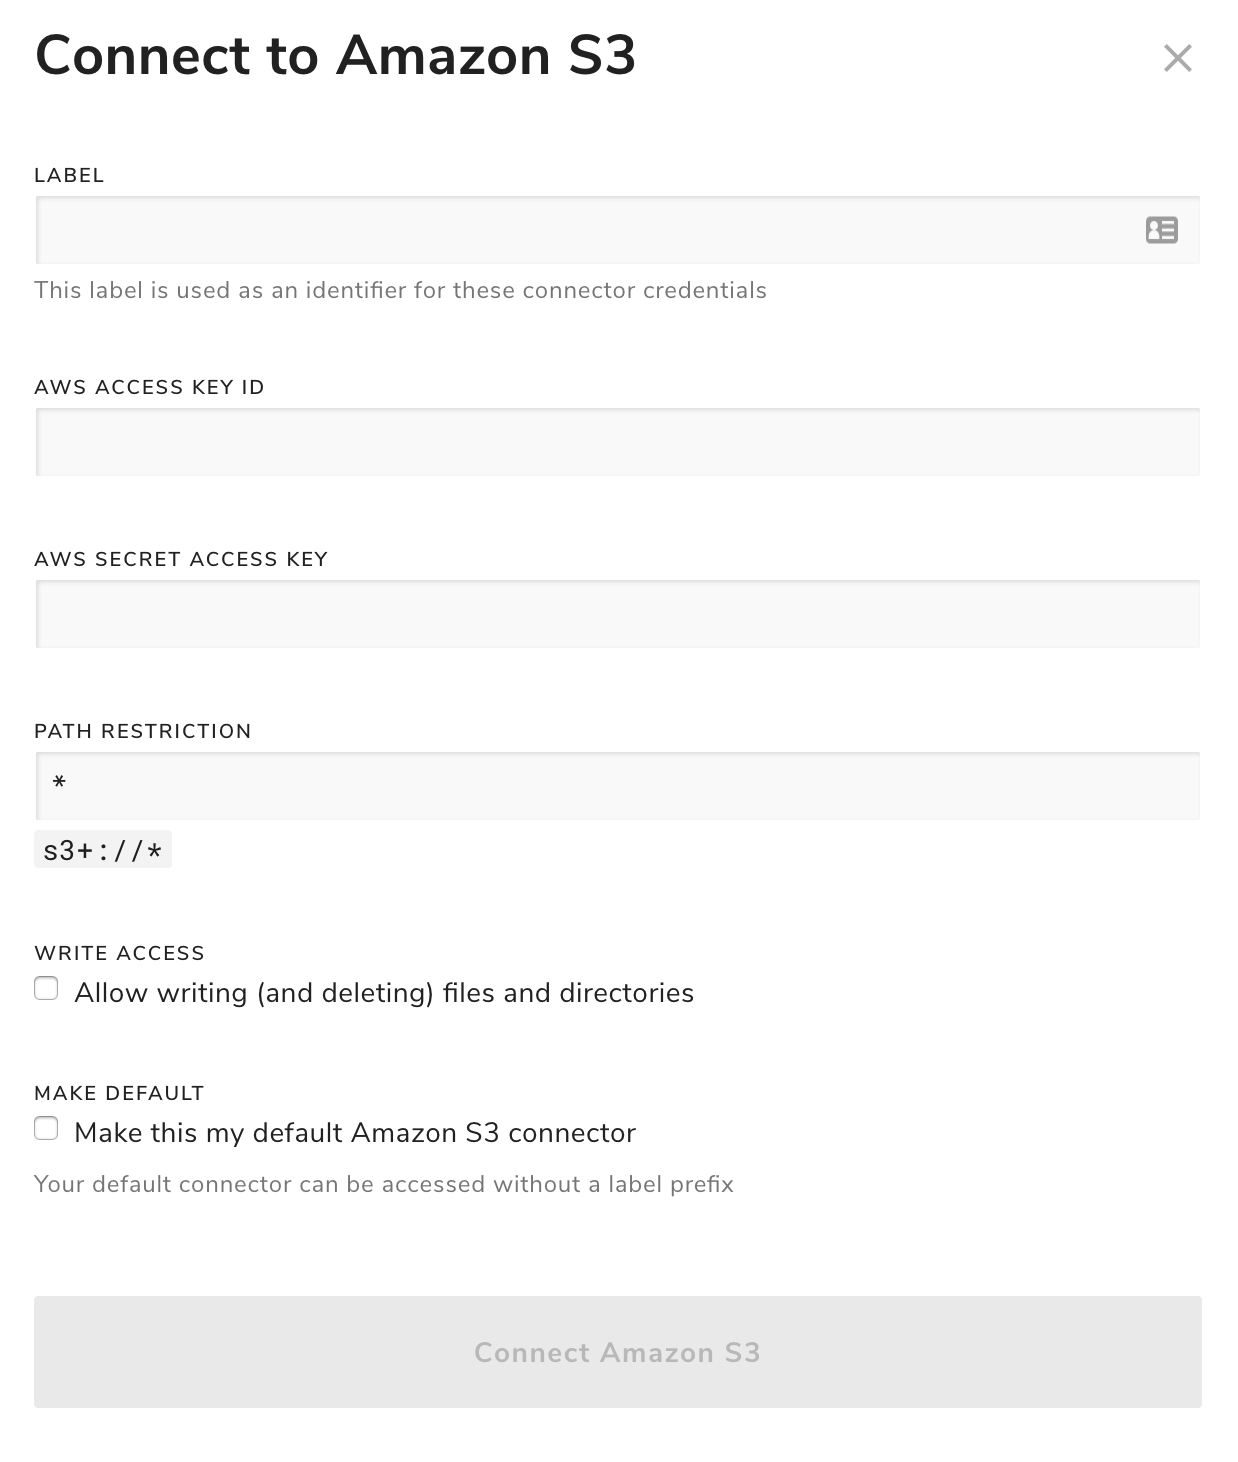 Connect to Amazon S3
LABEL
This label is used as an identifier for these connector credentials
AWS ACCESS KEY ID
AWS SECRET ACCESS KEY
PATH RESTRICTION
*
s3+://*
WRITE ACCESS
Allow writing (and deleting) files and directories
MAKE DEFAULT
Make this my default Amazon S3 connector
Your default connector can be accessed without a label prefix
Connect Amazon S3